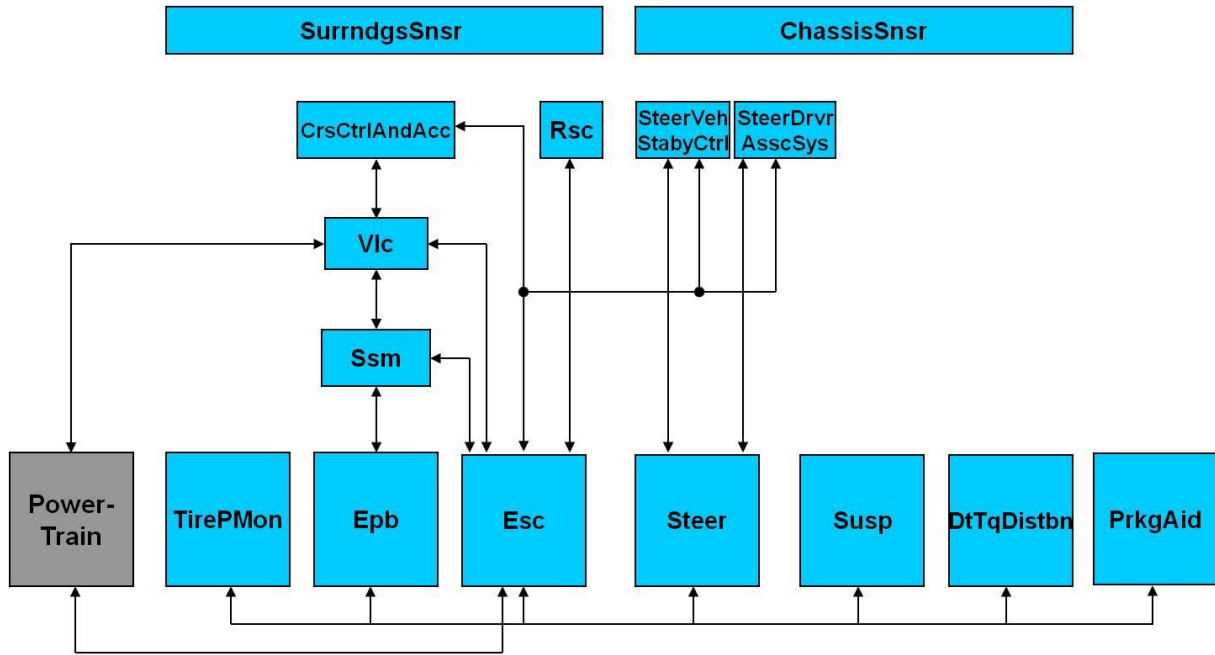 SurrndgsSnsr
ChassisSnsr
CrsCtrlAndAcc
Rsc
SteerVeh
StabyCtrl
SteerDrvr
AsscSys
Vlc
Ssm
Power-
Train
TirePMon
Epb
Esc
Steer
Susp
DtTqDistbn
PrkgAid